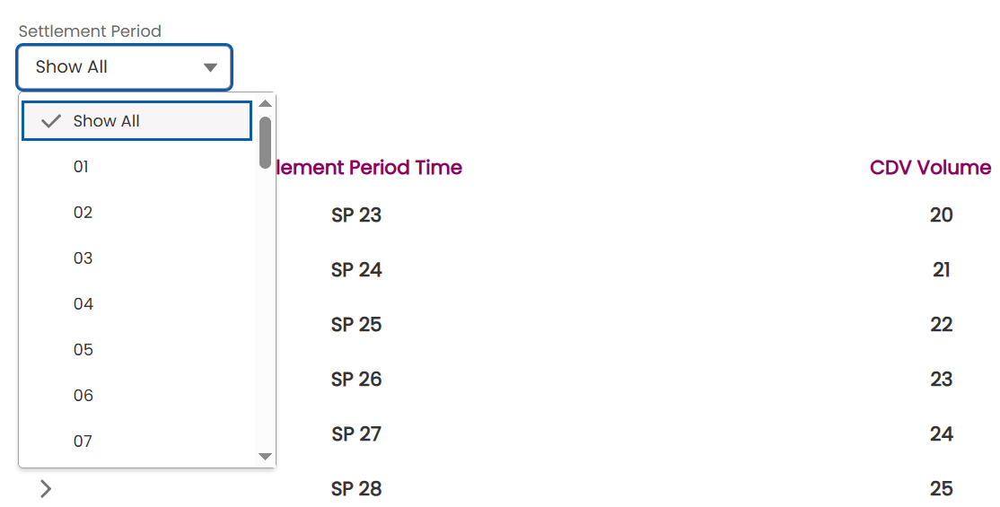 Settlement Period
Show All
Show All
01
02
03
04
05
06
07
lement Period Time CDV Volume
SP 23 20
SP 24 21
SP 25 22
SP 26 23
SP 27 24
SP 28 25